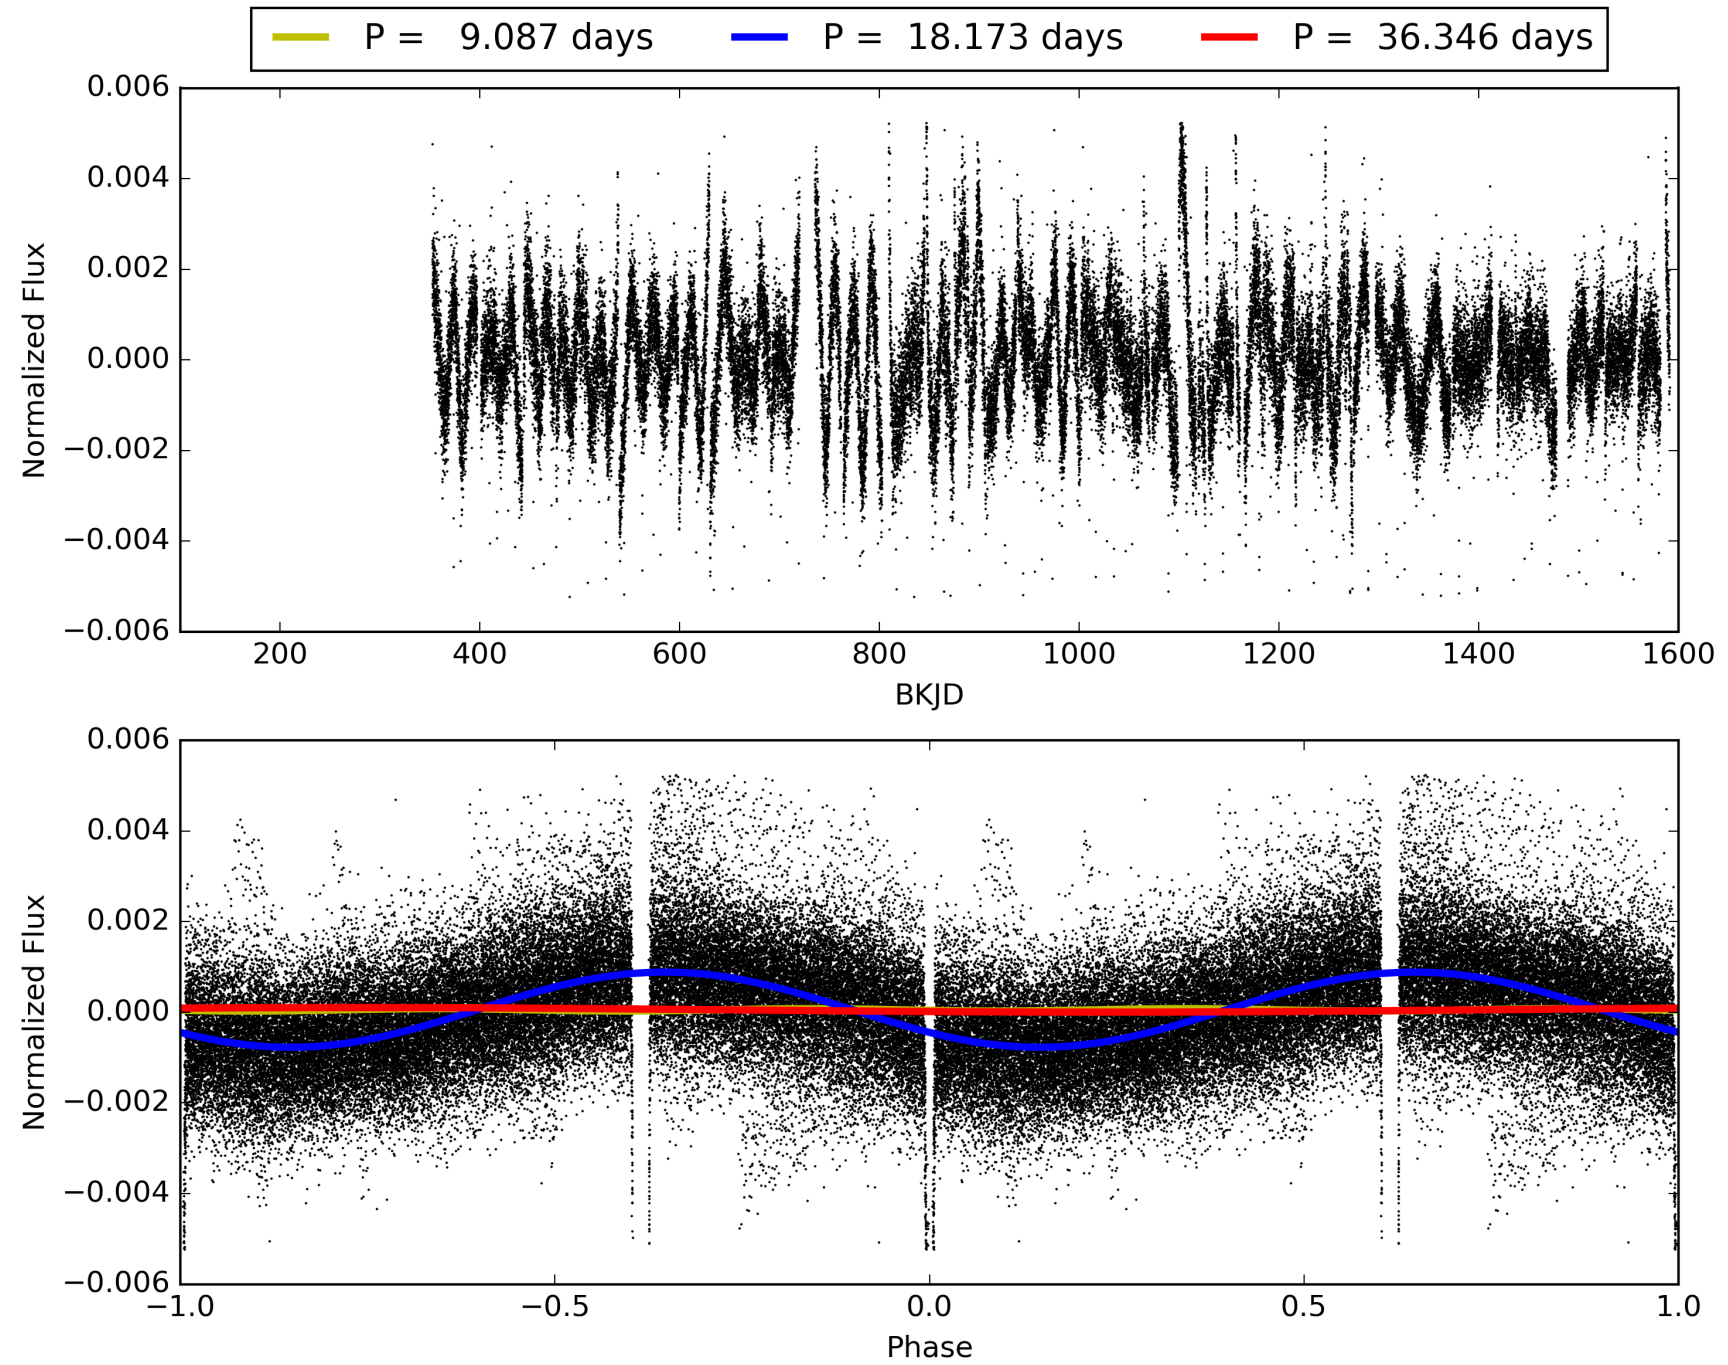 P = 9.087 days P = 18.173 days P = 36.346 days
0.006
0.004
0.002
0.000
−0.002
−0.004
−0.006
Normalized Flux
200 400 600 800 1000 1200 1400 1600
BKJD
0.006
0.004
0.002
0.000
−0.002
−0.004
−0.006
Normalized Flux
−1.0 −0.5 0.0 0.5 1.0
Phase